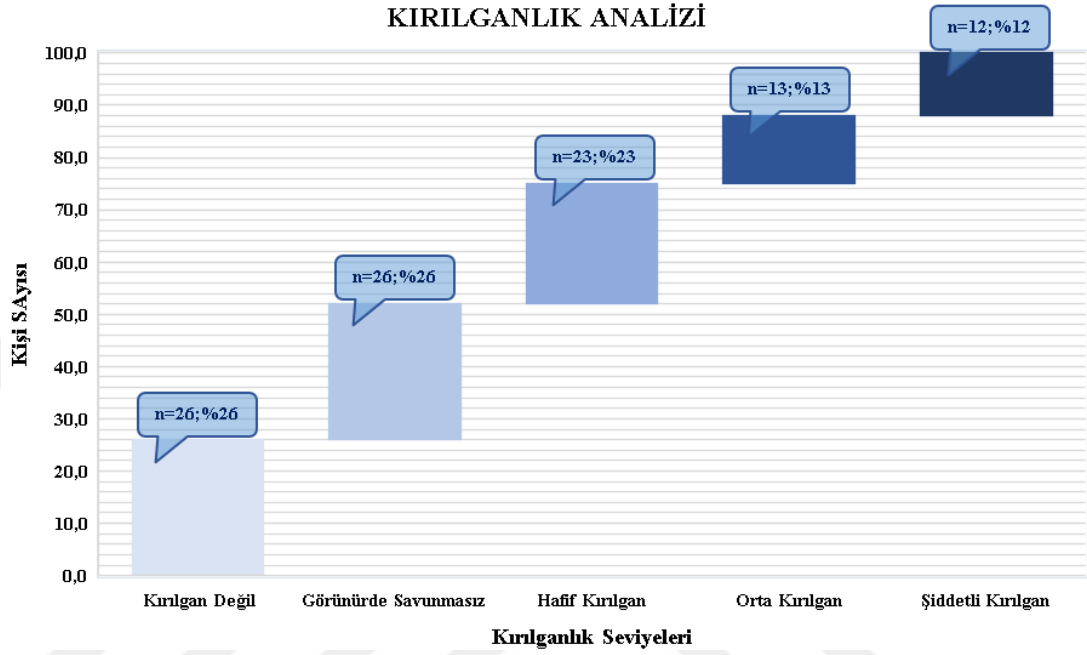 KIRILGANLIK ANALİZİ
n=12;%12
100,0
n=13;%13
90,0
n=23;%23
80,0
70,0
n=26;%26
60,0
50,0
Kişi SAyısı
40,0
n=26;%26
30,0
20,0
10,0
0,0
Kırılgan Değil Görünürde Savunmasız Hafif Kırılgan Orta Kırılgan Şiddetli Kırılgan
Kırılganlık Seviyeleri